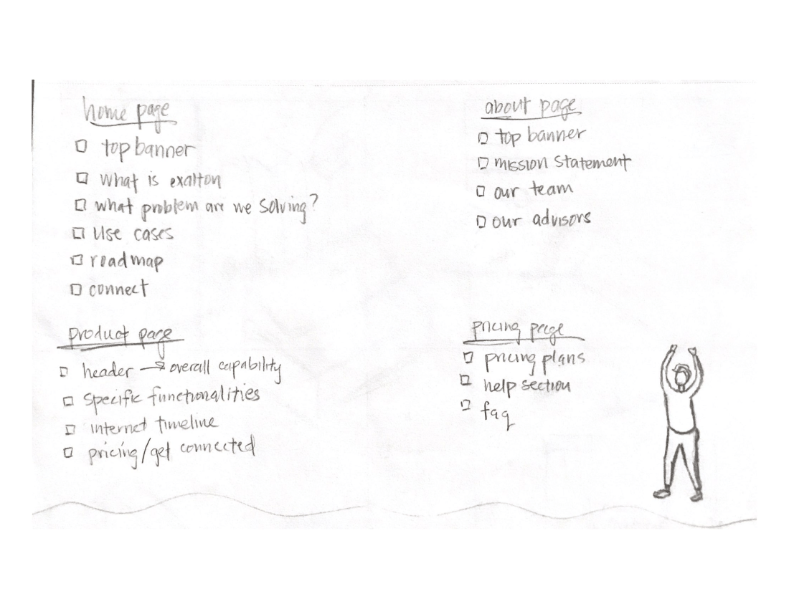 home page
top banner
What is exalton
what problem are we solving?
Use cases
roadmap
connect
about page
top banner
mission statement
our team
our advisors
product page
header → overall capability
specific functionalities
internet timeline
pricing/get connected
pricing page
pricing plans
help section
faq